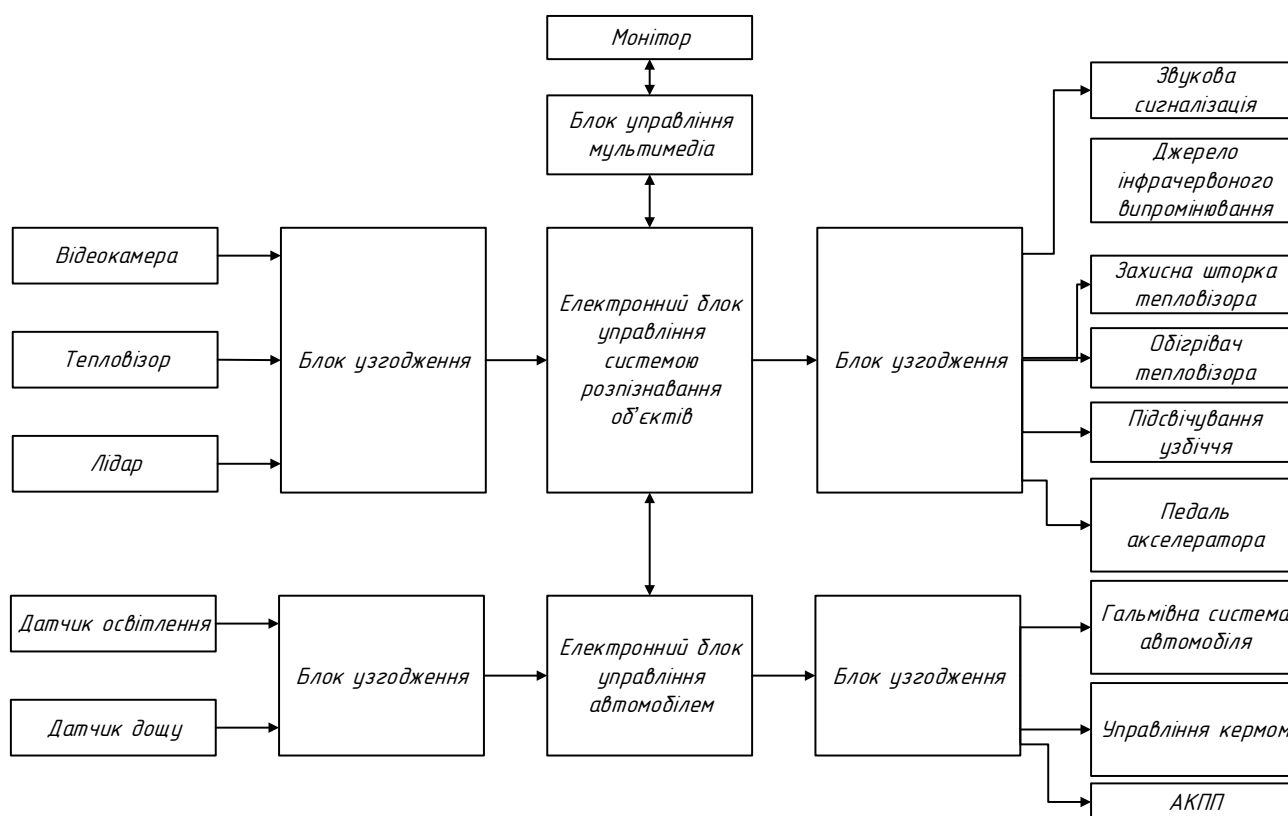 Монітор
Блок управління
мультимедіа
Звукова
сигналізація
Джерело
інфрачервоного
випромінювання
Відеокамера
Тепловізор
Лідар
Блок узгодження
Електронний блок
управління
системою
розпізнавання
об'єктів
Блок узгодження
Захисна шторка
тепловізора
Обігрівач
тепловізора
Підсвічування
узбіччя
Педаль
акселератора
Датчик освітлення
Датчик дощу
Блок узгодження
Електронний блок
управління
автомобілем
Блок узгодження
Гальмівна система
автомобіля
Управління кермом
АКПП